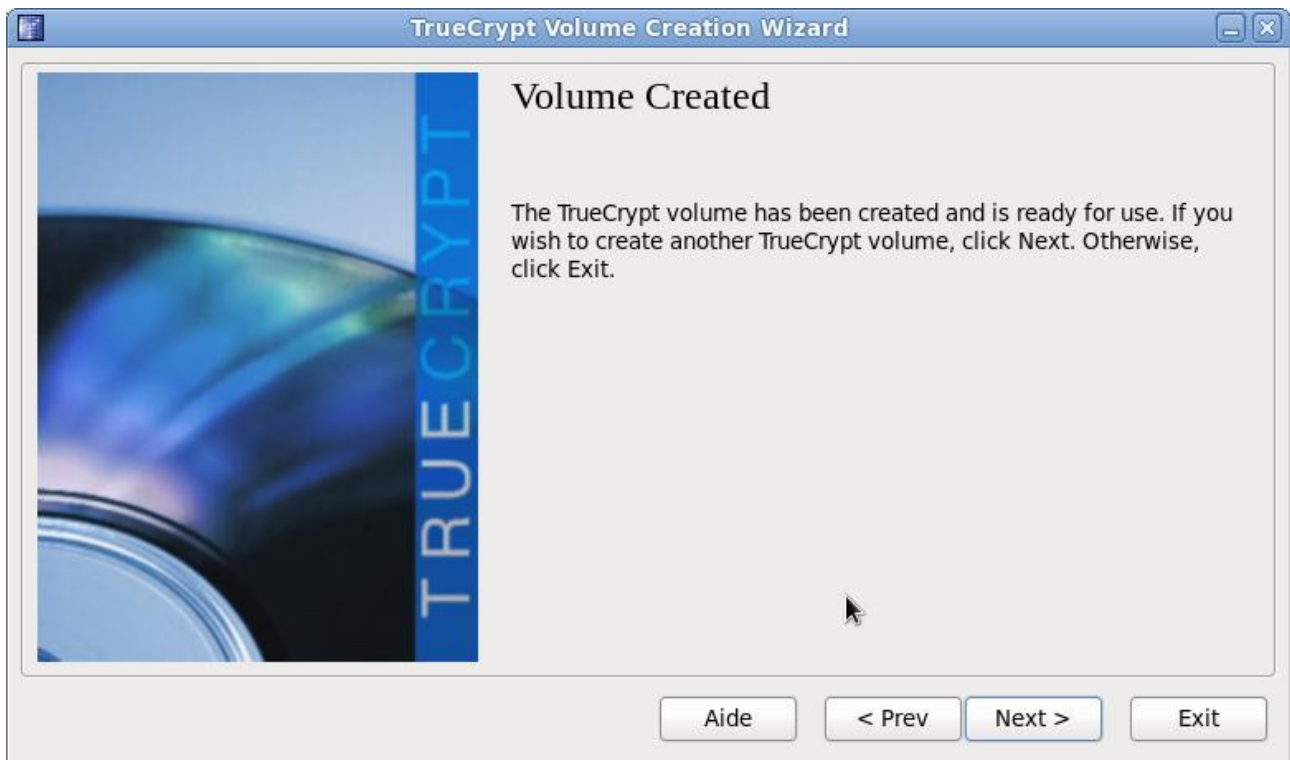 TrueCrypt Volume Creation Wizard
TRUECRYPT
Volume Created
The TrueCrypt volume has been created and is ready for use. If you
wish to create another TrueCrypt volume, click Next. Otherwise,
click Exit.
Aide
< Prev
Next >
Exit